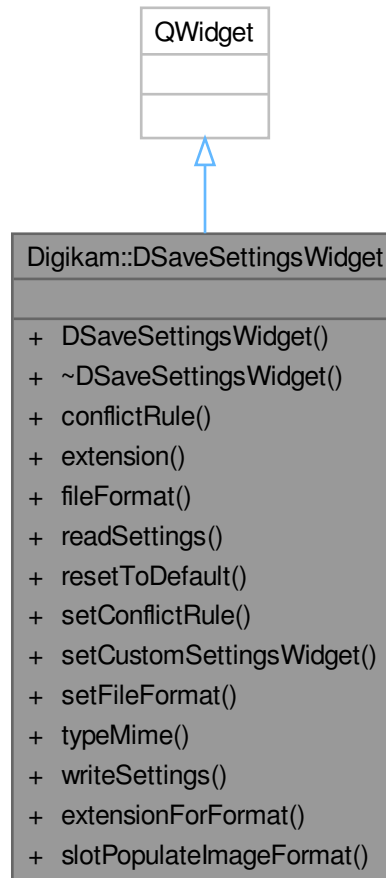 QWidget
Digikam::DSaveSettingsWidget
+ DSaveSettingsWidget()
+ ~DSaveSettingsWidget()
+ conflictRule()
+ extension()
+ fileFormat()
+ readSettings()
+ resetToDefault()
+ setConflictRule()
+ setCustomSettingsWidget()
+ setFileFormat()
+ typeMime()
+ writeSettings()
+ extensionForFormat()
+ slotPopulateImageFormat()